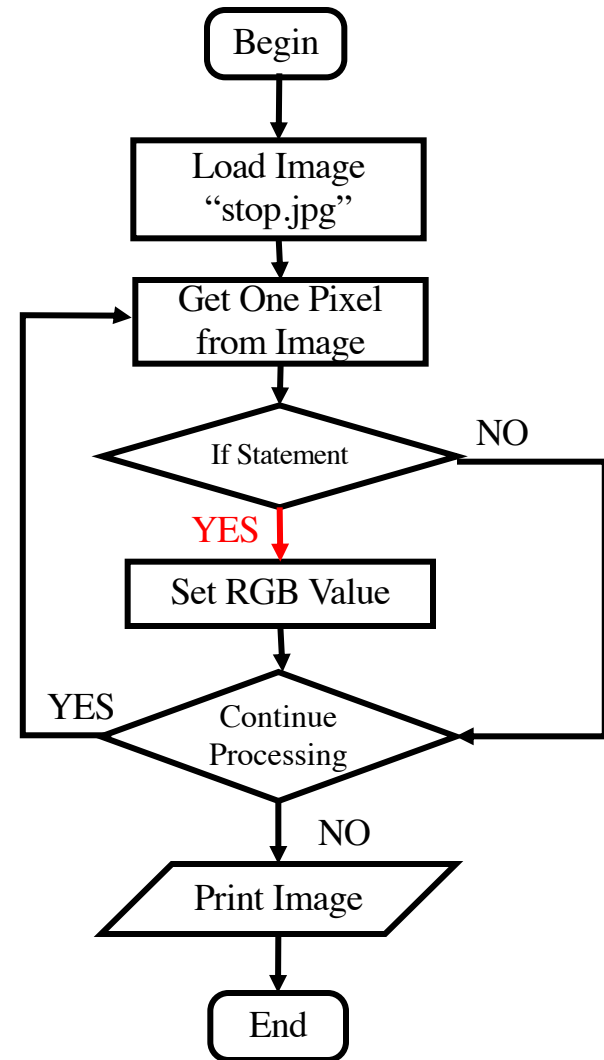 Begin
Load Image
“stop.jpg”
Get One Pixel
from Image
If Statement
NO
YES
Set RGB Value
YES
Continue
Processing
NO
Print Image
End